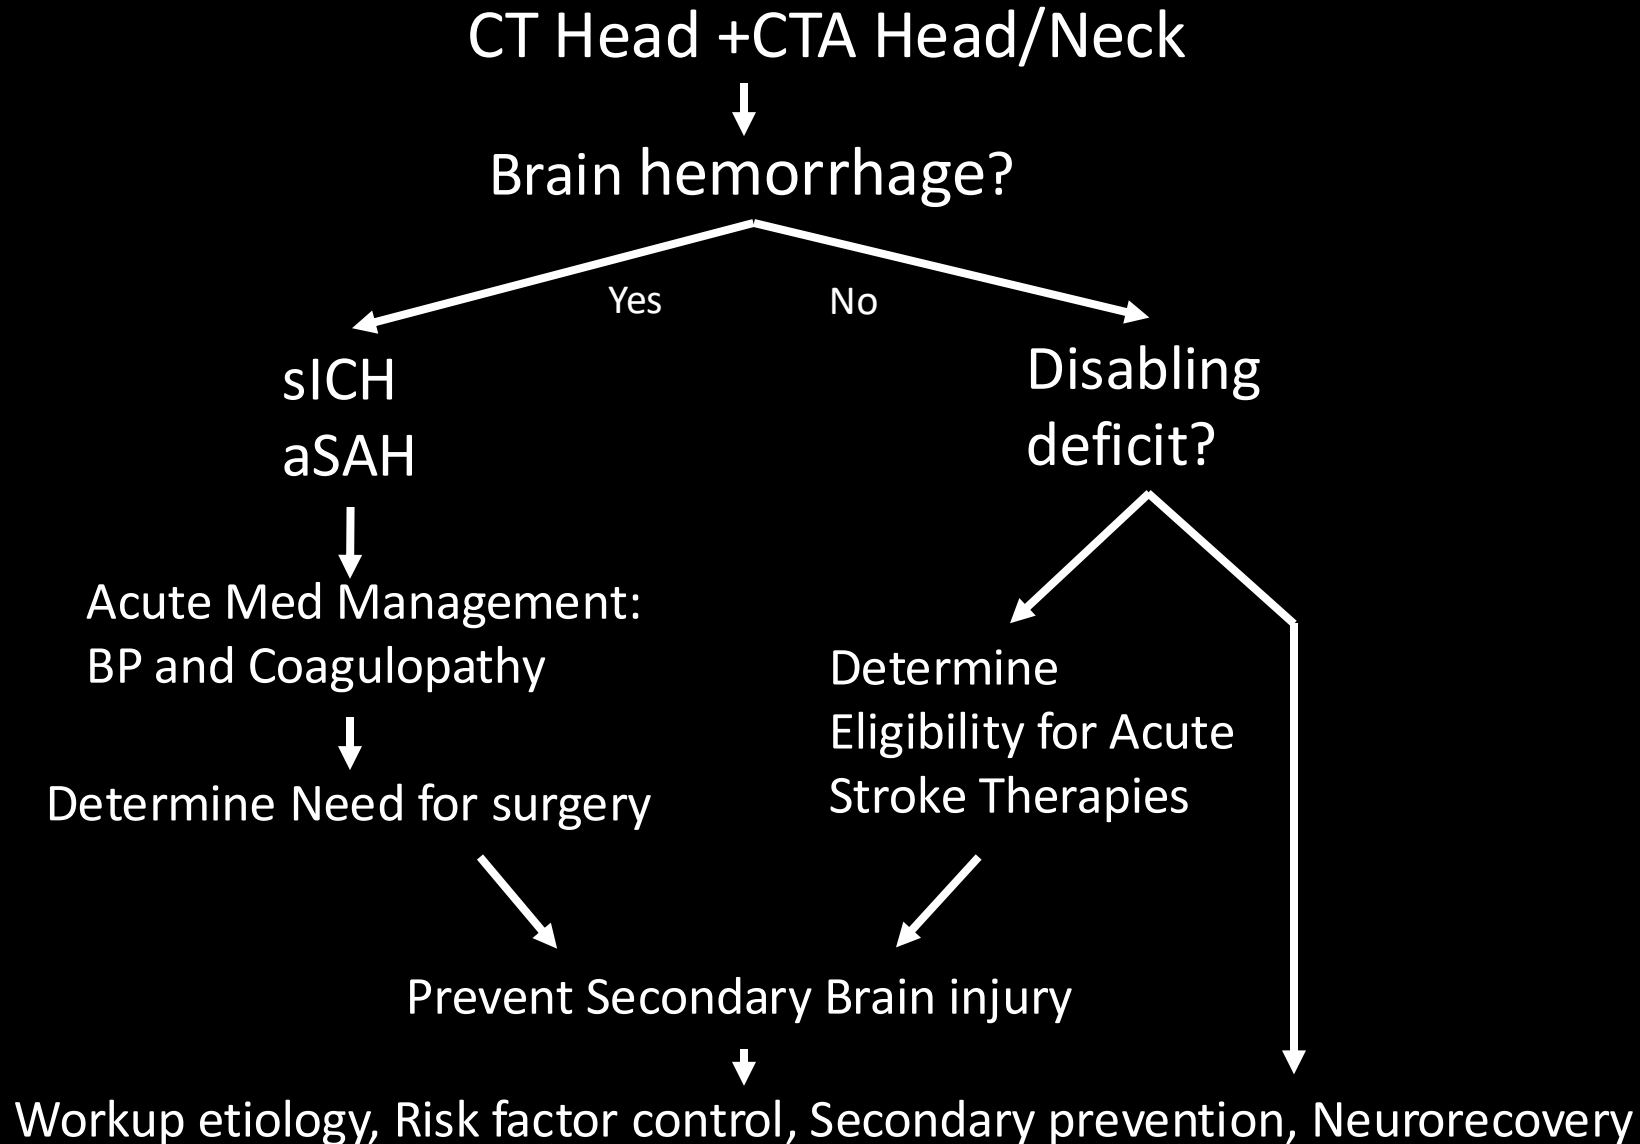 CT Head +CTA Head/Neck
Brain hemorrhage?
Yes
No
sICH
aSAH
Disabling
deficit?
Acute Med Management:
BP and Coagulopathy
Determine
Eligibility for Acute
Stroke Therapies
Determine Need for surgery
Prevent Secondary Brain injury
Workup etiology, Risk factor control, Secondary prevention, Neurorecovery